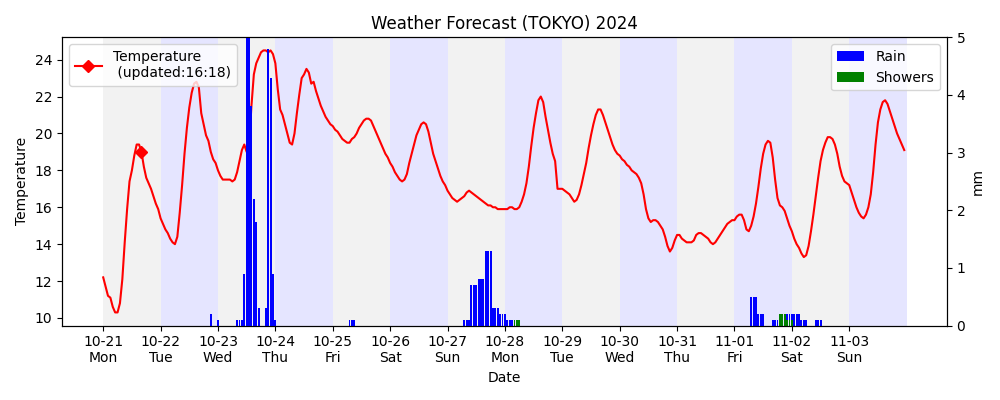 Weather Forecast (TOKYO) 2024
Temperature
(updated:16:18)
Rain
Showers
Temperature
24
22
20
18
16
14
12
10
5
4
3
2
1
0
mm
10-21 10-22 10-23 10-24 10-25 10-26 10-27 10-28 10-29 10-30 10-31 11-01 11-02 11-03
Mon Tue Wed Thu Fri Sat Sun Mon Tue Wed Thu Fri Sat Sun
Date